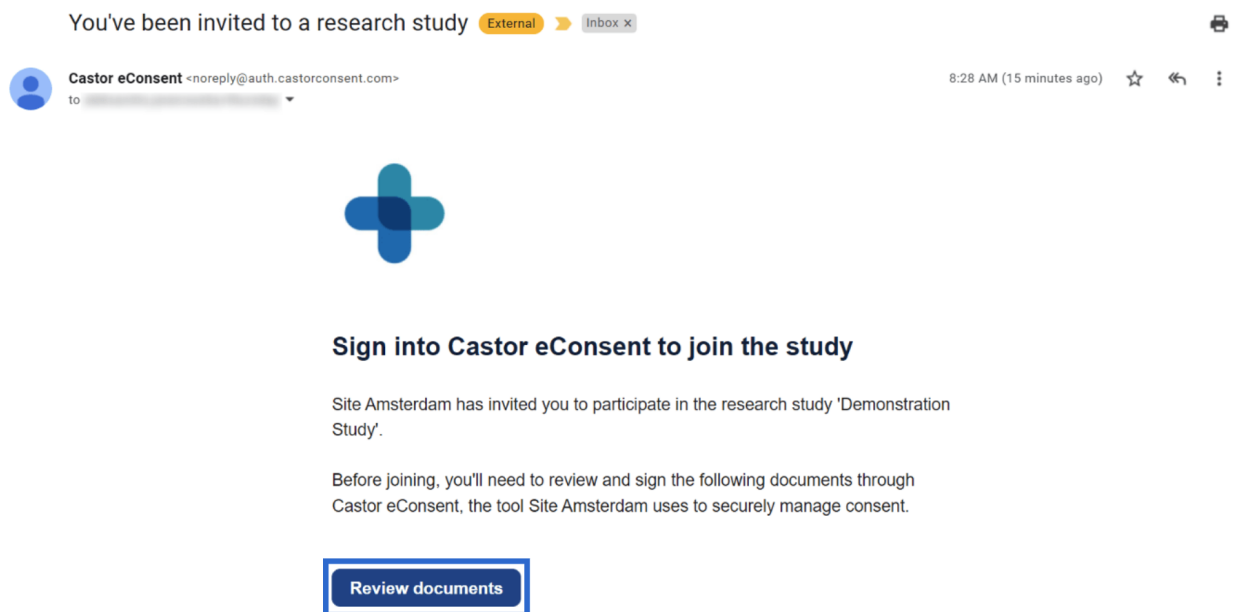 You've been invited to a research study External Inbox x
Castor eConsent <noreply@auth.castorconsent.com> 8:28 AM (15 minutes ago)
to
Sign into Castor eConsent to join the study
Site Amsterdam has invited you to participate in the research study 'Demonstration
Study'.
Before joining, you'll need to review and sign the following documents through
Castor eConsent, the tool Site Amsterdam uses to securely manage consent.
Review documents